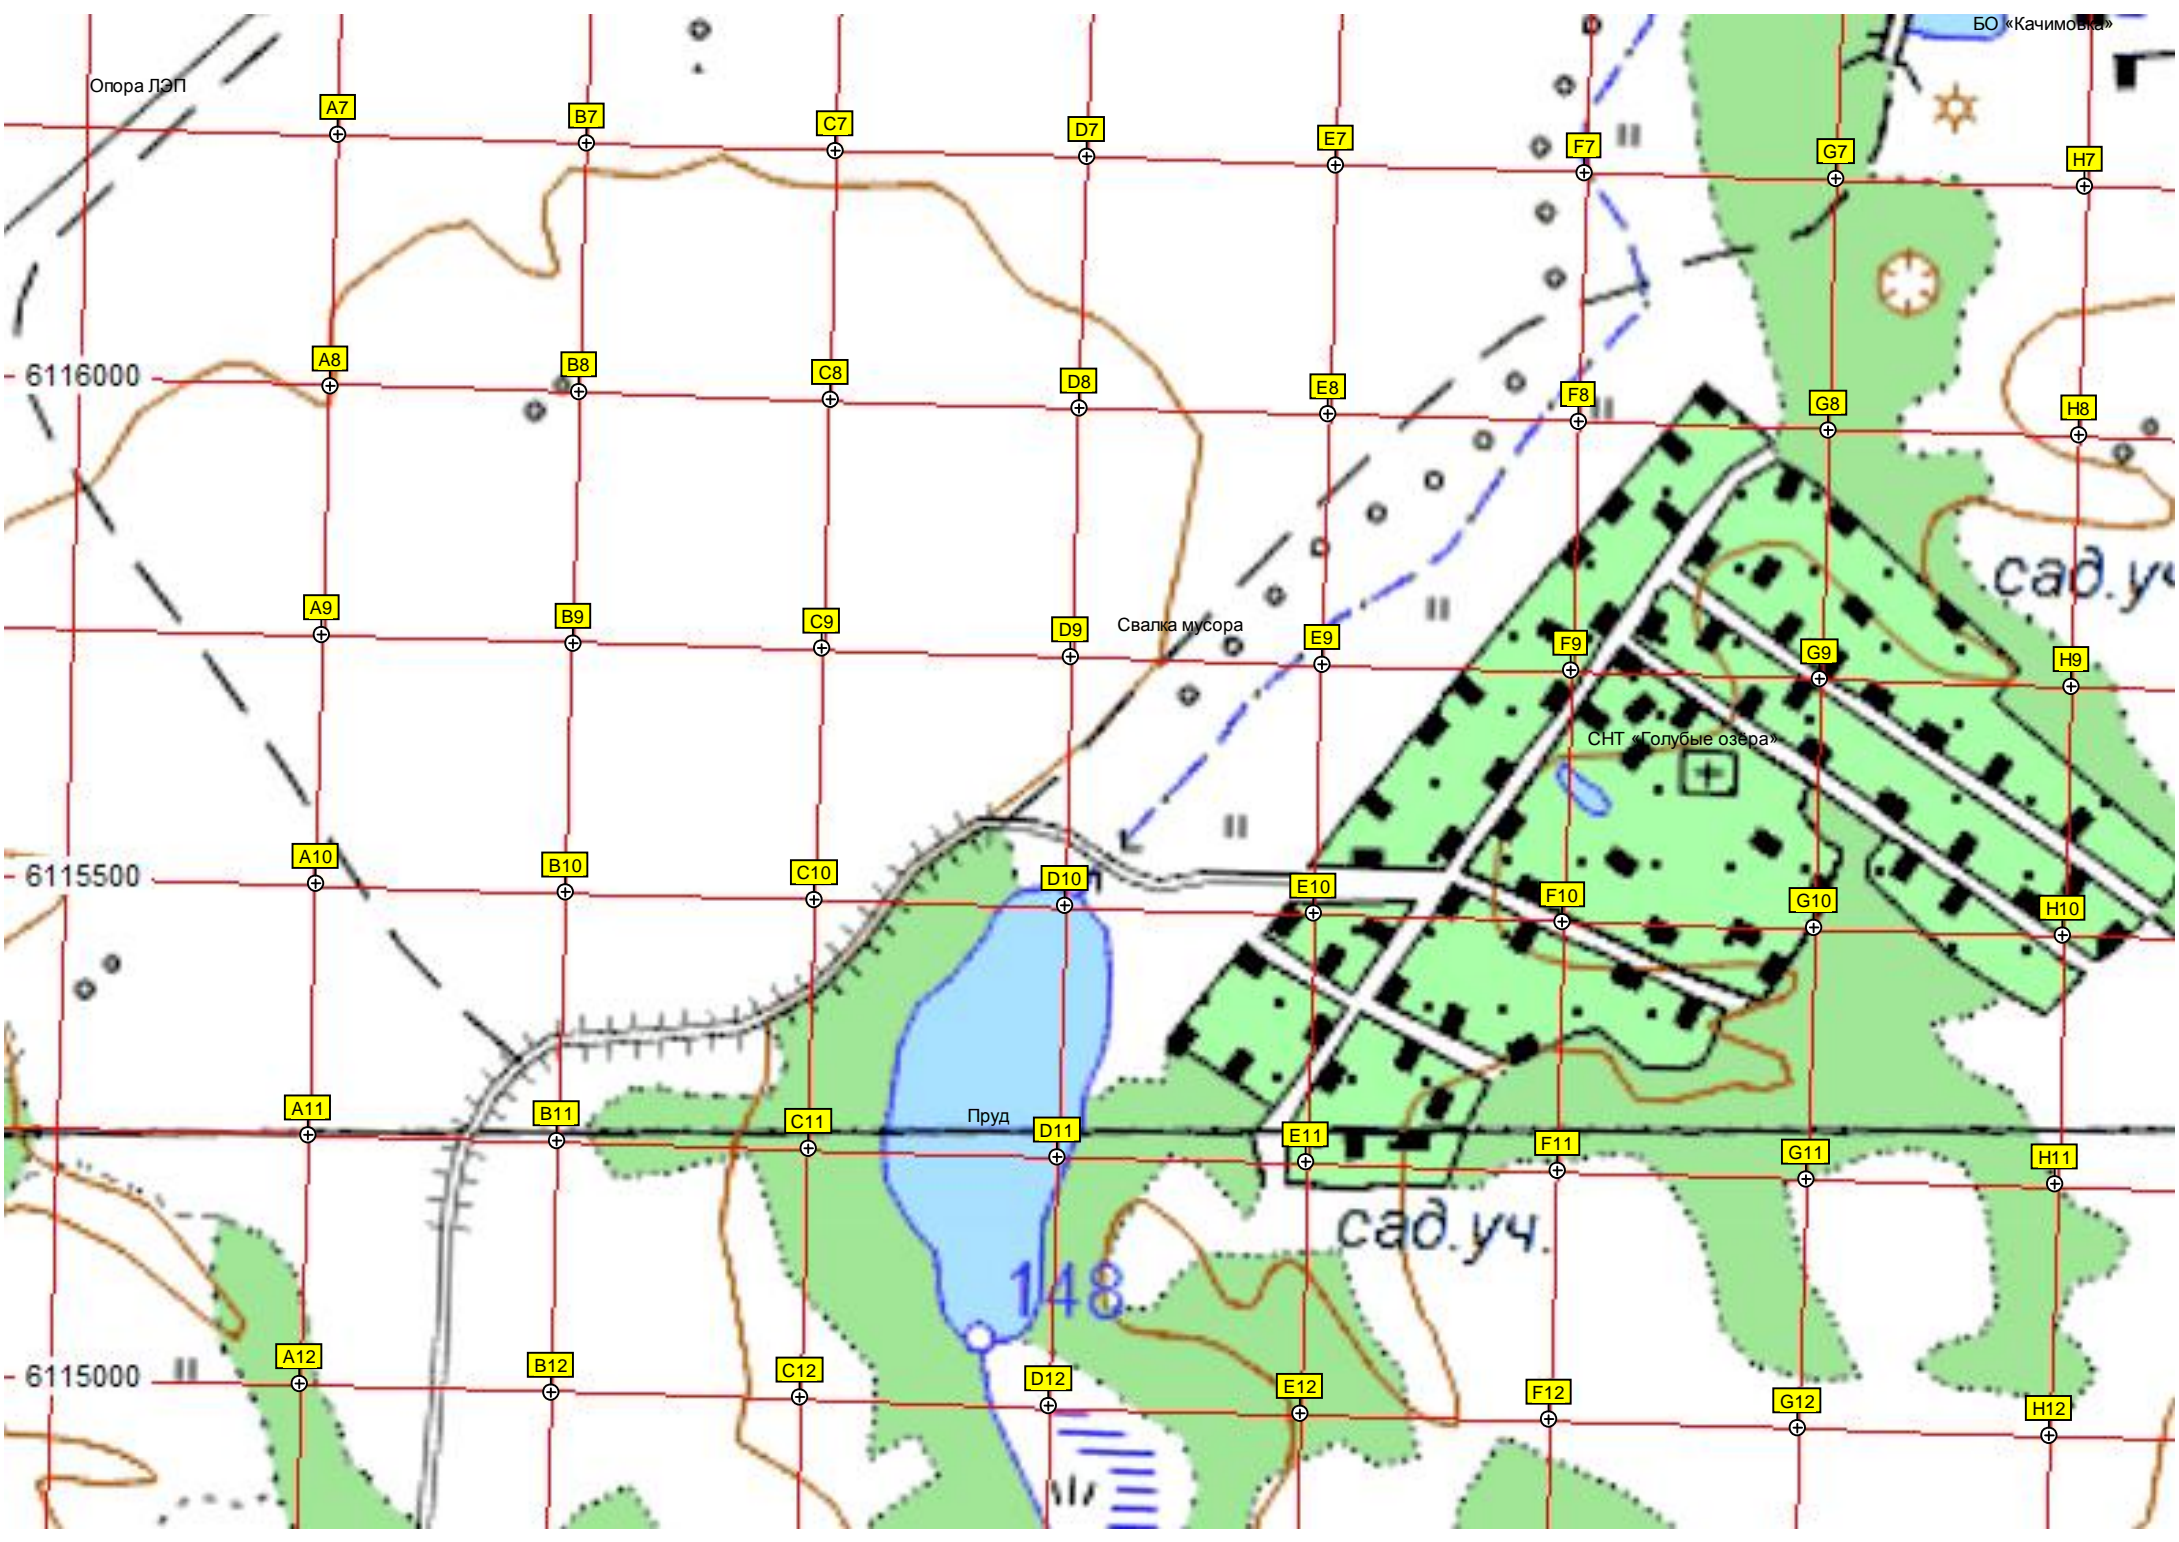 БО «Качимовка»
Опора ЛЭП
A7
B7
C7
D7
E7
F7
G7
H7
6116000
A8
B8
C8
D8
E8
F8
G8
H8
сад.уч
A9
B9
C9
Свалка мусора
D9
E9
F9
G9
H9
СНТ «Голубые озёра»
6115500
A10
B10
C10
D10
E10
F10
G10
H10
A11
B11
C11
Пруд
D11
E11
F11
G11
H11
сад.уч.
148
6115000
A12
B12
C12
D12
E12
F12
G12
H12